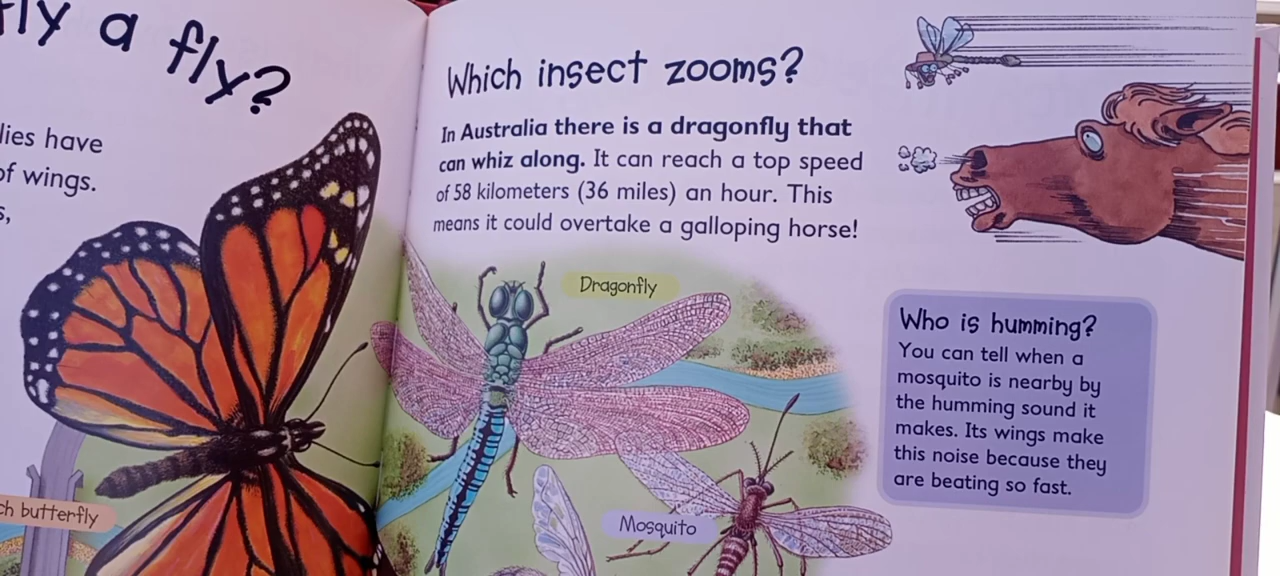 a fly?
have
of wings.
Which insect zooms?
In Australia there is a dragonfly that
can whiz along. It can reach a top speed
of 58 kilometers (36 miles) an hour. This
means it could overtake a galloping horse!
Dragonfly
Mosquito
butterfly
Who is humming?
You can tell when a
mosquito is nearby by
the humming sound it
makes. Its wings make
this noise because they
are beating so fast.